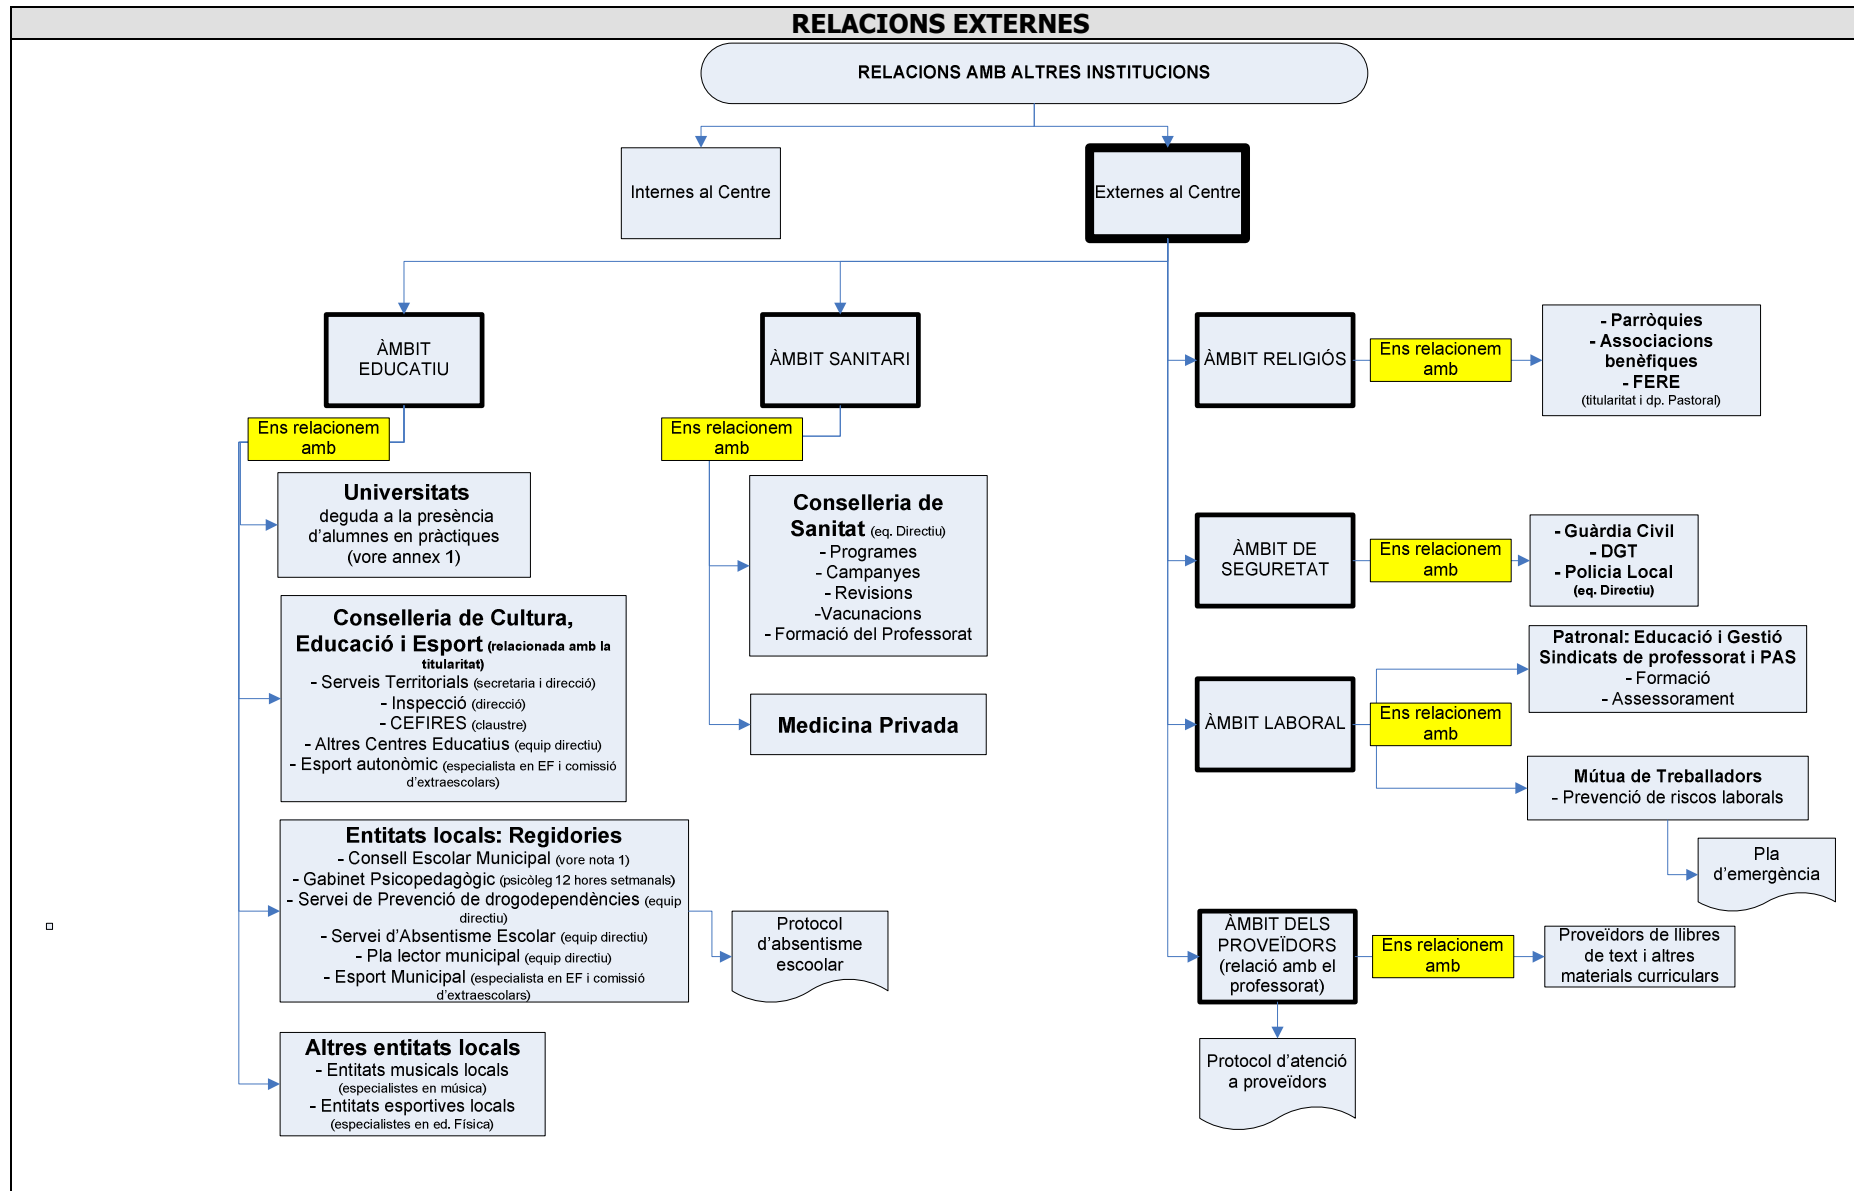 RELACIONS EXTERNES
RELACIONS AMB ALTRES INSTITUCIONS
Internes al Centre
Externes al Centre
ÀMBIT
EDUCATIU
Ens relionem
amb
Universitats
deguda a la presència
d'alumnes en pràctiques
(vore annex 1)
Conselleria de Cultura,
Educació i Esport (relacionada amb la
titularitat)
- Serveis Territorials (secretaria i direcció)
- Inspecció (direcció)
- CEFIRES (claustre)
- Altres Centres Educatius (equip directiu)
- Esport autonòmic (especialista en EF i comissió
d'extraescolars)
Entitats locals: Regidories
- Consell Escolar Municipal (vore nota 1)
- Gabinet Psicopedagògic (psicòleg 12 hores setmanals)
- Servei de Prevenció de drogodependències (equip
directiu)
- Servei d'Absentisme Escolar (equip directiu)
- Pla lector municipal (equip directiu)
- Esport Municipal (especialista en EF i comissió
d'extraescolars)
Protocol
d'absentisme
escoolar
Altres entitats locals
- Entitats musicals locals
(especialistes en música)
- Entitats esportives locals
(especialistes en ed. Física)
ÀMBIT SANITARI
Ens relacionem
amb
Conselleria de
Sanitat (eq. Directiu)
- Programes
- Campanyes
- Revisions
-Vacunacions
- Formació del Professorat
Medicina Privada
ÀMBIT RELIGIÓS
Ens relacionem
amb
- Parròquies
- Associacions
benèfiques
- FERE
(titularitat i dp. Pastoral)
ÀMBIT DE
SEGURETAT
Ens relacionem
amb
- Guàrdia Civil
- DGT
- Policia Local
(eq. Directiu)
ÀMBIT LABORAL
Ens relacionem
amb
Patronal: Educació i Gestió
Sindicats de professorat i PAS
- Formació
- Assessorament
Mútua de Treballadors
- Prevenció de riscos laborals
Pla
d'emergència
ÀMBIT DELS
PROVEÏDORS
(relació amb el
professorat)
Ens relacionem
amb
Proveïdors de llibres
de text i altres
materials curriculars
Protocol d'atenció
a proveïdors